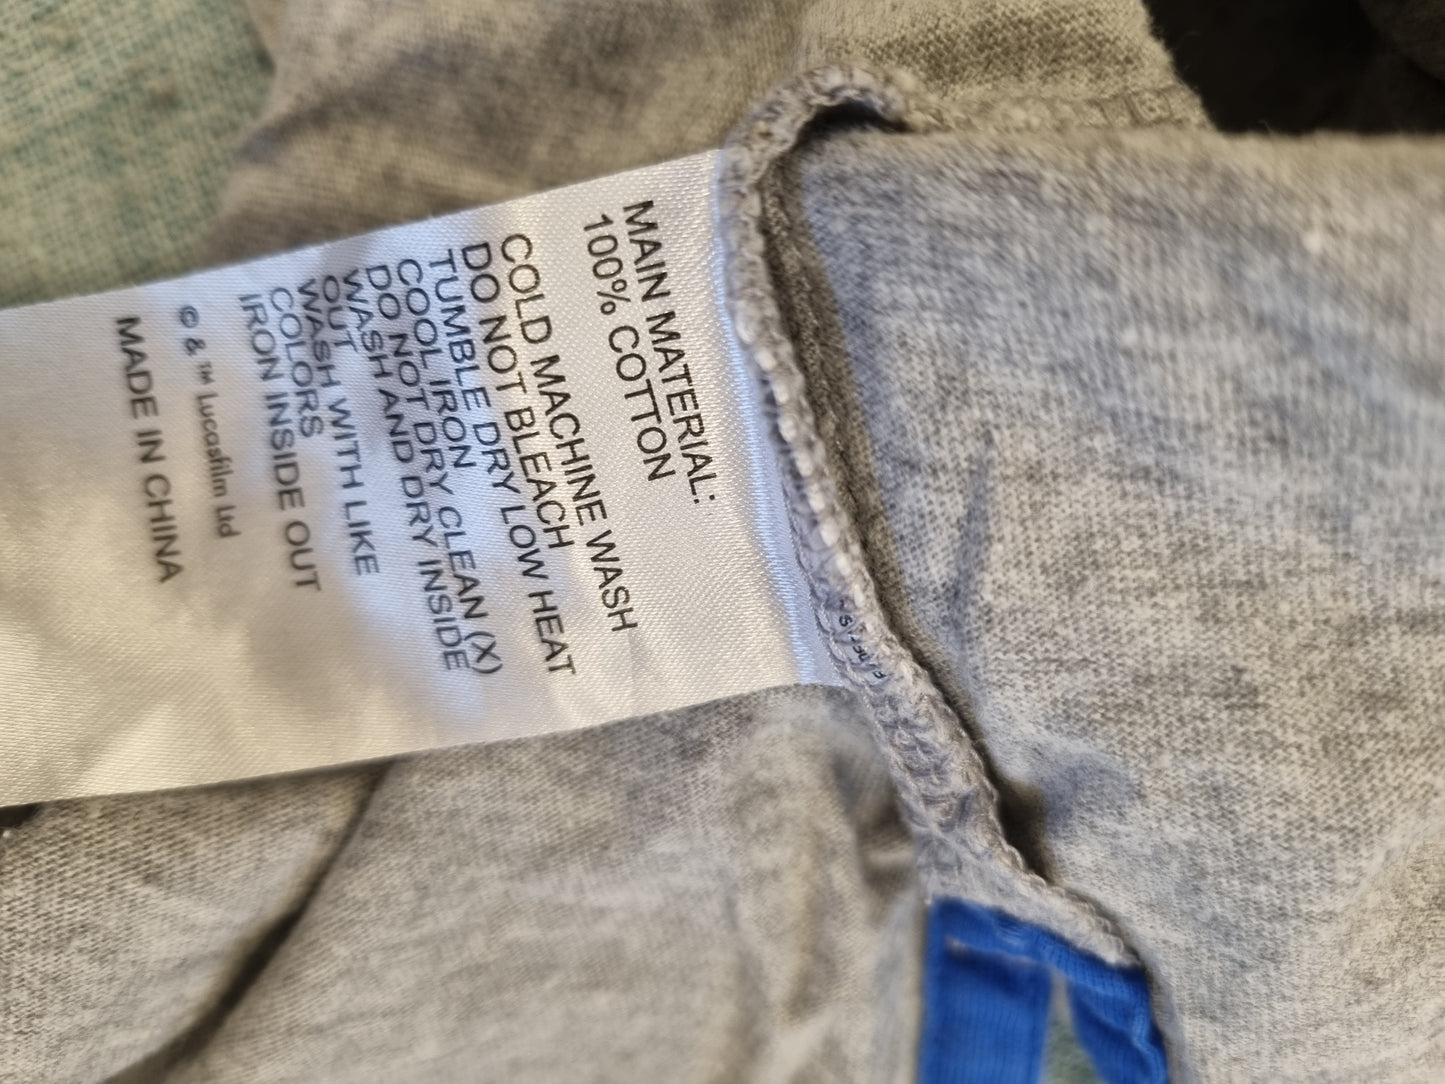 MAIN MATERIAL:
100% COTTON
COLD MACHINE WASH
DO NOT BLEACH
TUMBLE DRY LOW HEAT
COOL IRON
DO NOT DRY CLEAN (X)
WASH AND DRY INSIDE
OUT
WASH WITH LIKE
COLORS
IRON INSIDE OUT
© & ™ Lucasfilm Ltd
MADE IN CHINA